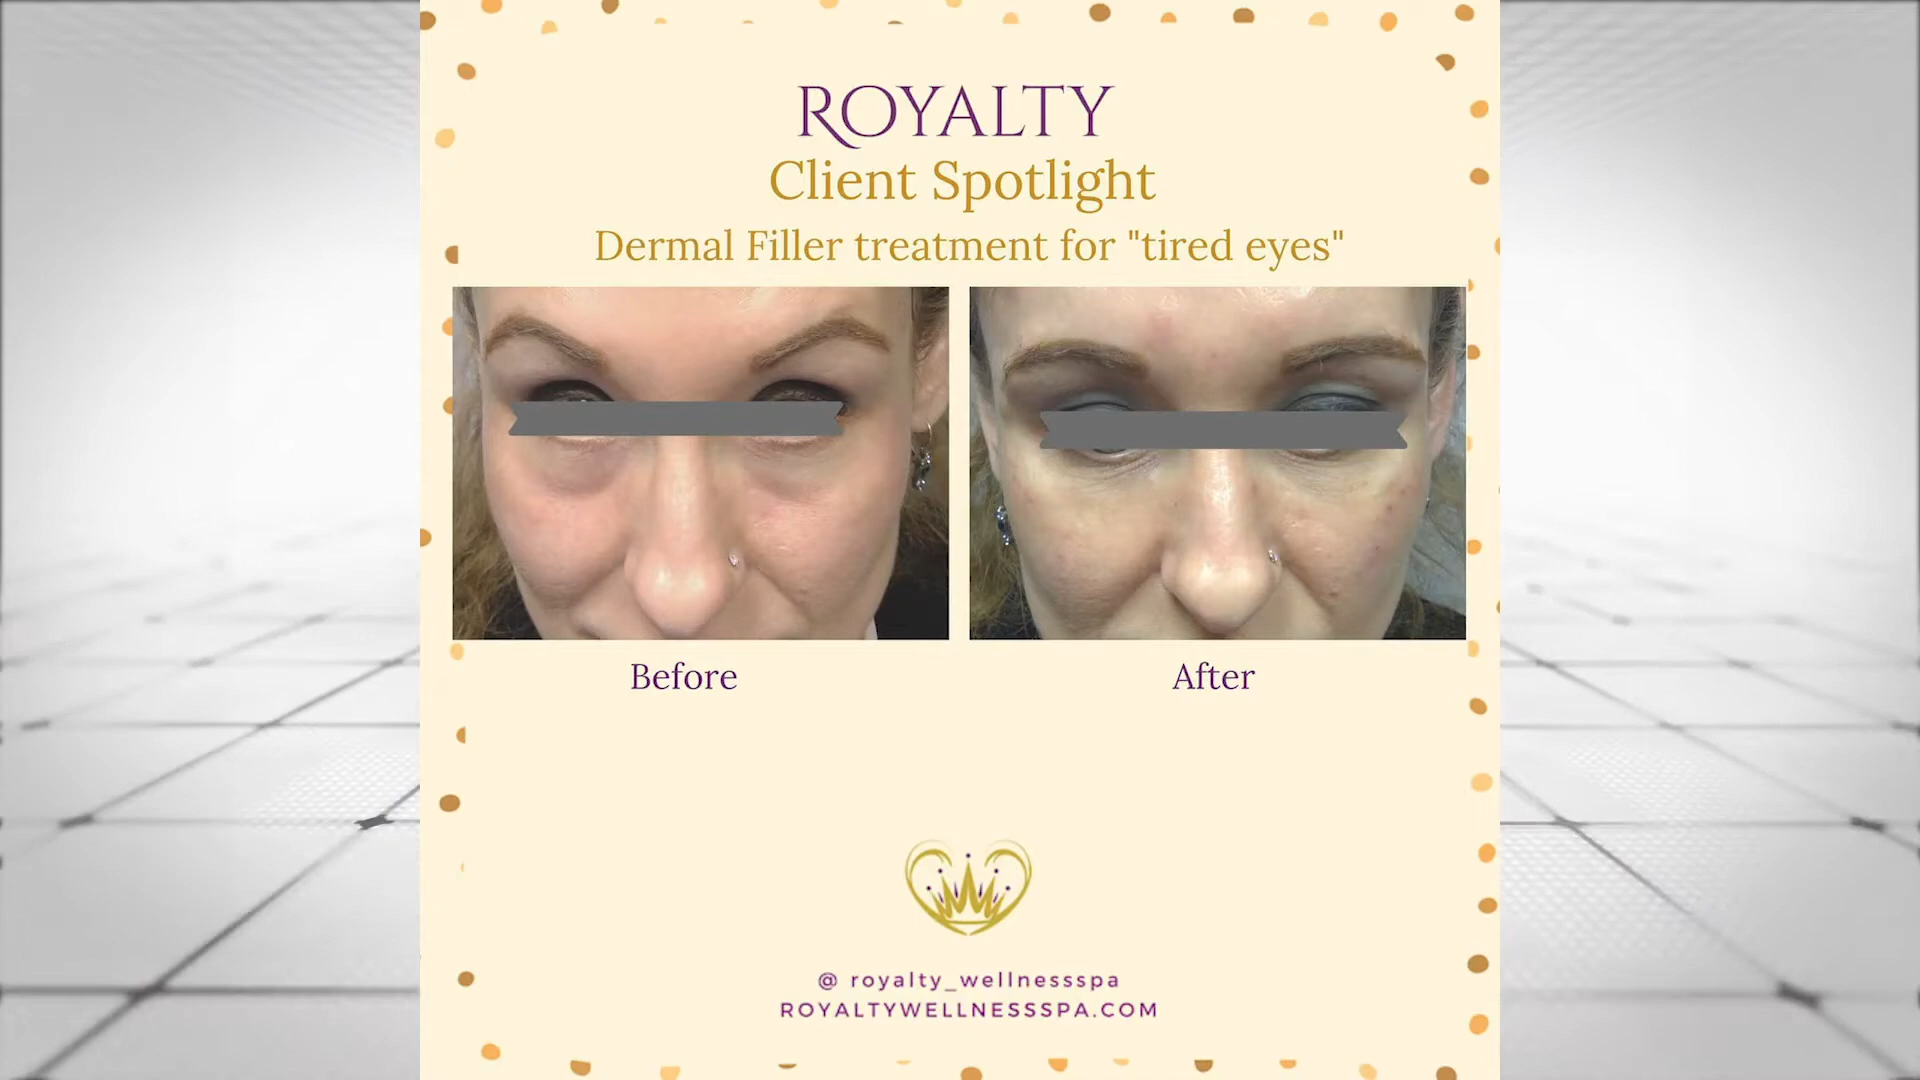 ROYALTY
Client Spotlight
Dermal Filler treatment for "tired eyes"
Before
After
@ royalty_wellnessspa
ROYALTYWELLNESSSPA.COM